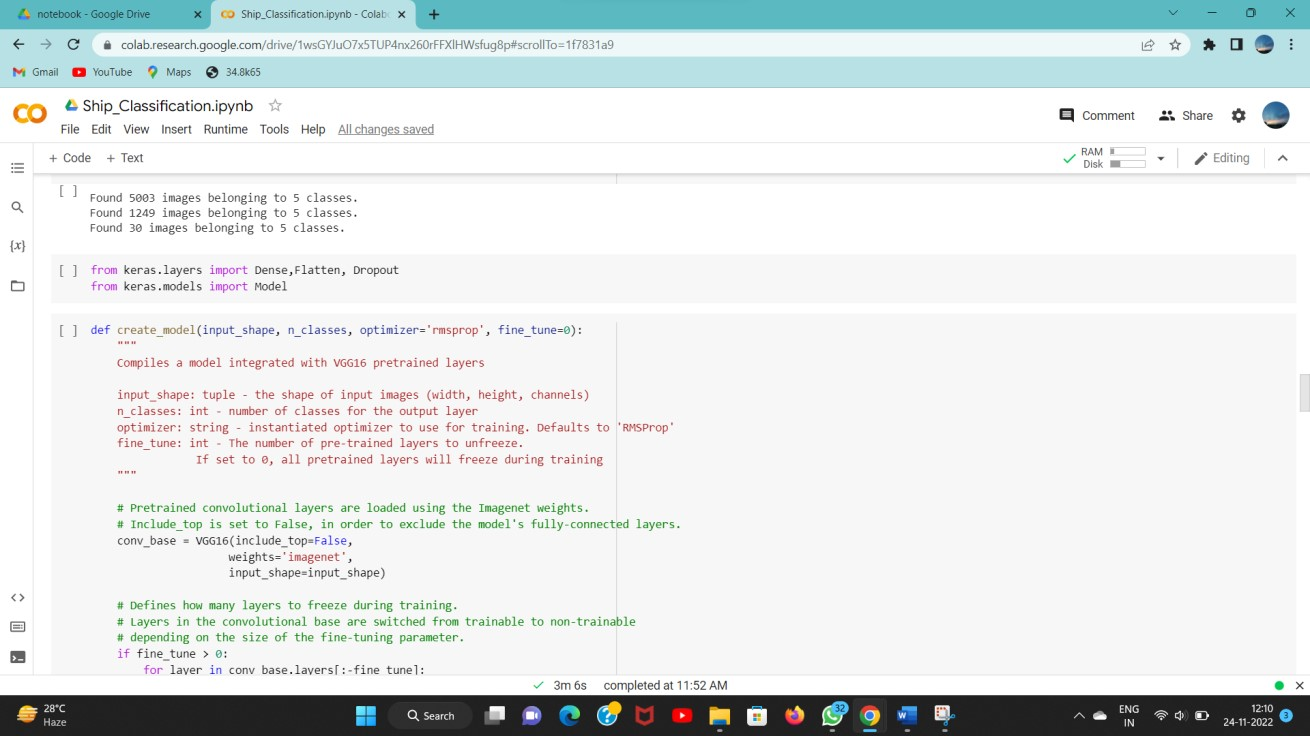 notebook - Google Drive
Ship_Classification.ipynb - Colab
colab.research.google.com/drive/1wsGYJuO7x5TUP4nx260rFFXlHWsfug8p#scrollTo=1f7831a9
Gmail YouTube Maps 34.8k65
Ship_Classification.ipynb
Comment Share
File Edit View Insert Runtime Tools Help All changes saved
+ Code + Text
RAM
Disk
Editing
[ ]
Found 5003 images belonging to 5 classes.
Found 1249 images belonging to 5 classes.
Found 30 images belonging to 5 classes.
[ ] from keras.layers import Dense,Flatten, Dropout
from keras.models import Model
[ ] def create_model(input_shape, n_classes, optimizer='rmsprop', fine_tune=0):
"""
Compiles a model integrated with VGG16 pretrained layers
input_shape: tuple - the shape of input images (width, height, channels)
n_classes: int - number of classes for the output layer
optimizer: string - instantiated optimizer to use for training. Defaults to 'RMSProp'
fine_tune: int - The number of pre-trained layers to unfreeze.
If set to 0, all pretrained layers will freeze during training
"""
# Pretrained convolutional layers are loaded using the Imagenet weights.
# Include_top is set to False, in order to exclude the model's fully-connected layers.
conv_base = VGG16(include_top=False,
weights='imagenet',
input_shape=input_shape)
# Defines how many layers to freeze during training.
# Layers in the convolutional base are switched from trainable to non-trainable
# depending on the size of the fine-tuning parameter.
if fine_tune > 0:
for layer in conv_base.layers[:-fine_tune]:
{x}
3m 6s completed at 11:52 AM
28°C
Haze
Search
32
ENG
IN
12:10
24-11-2022
3